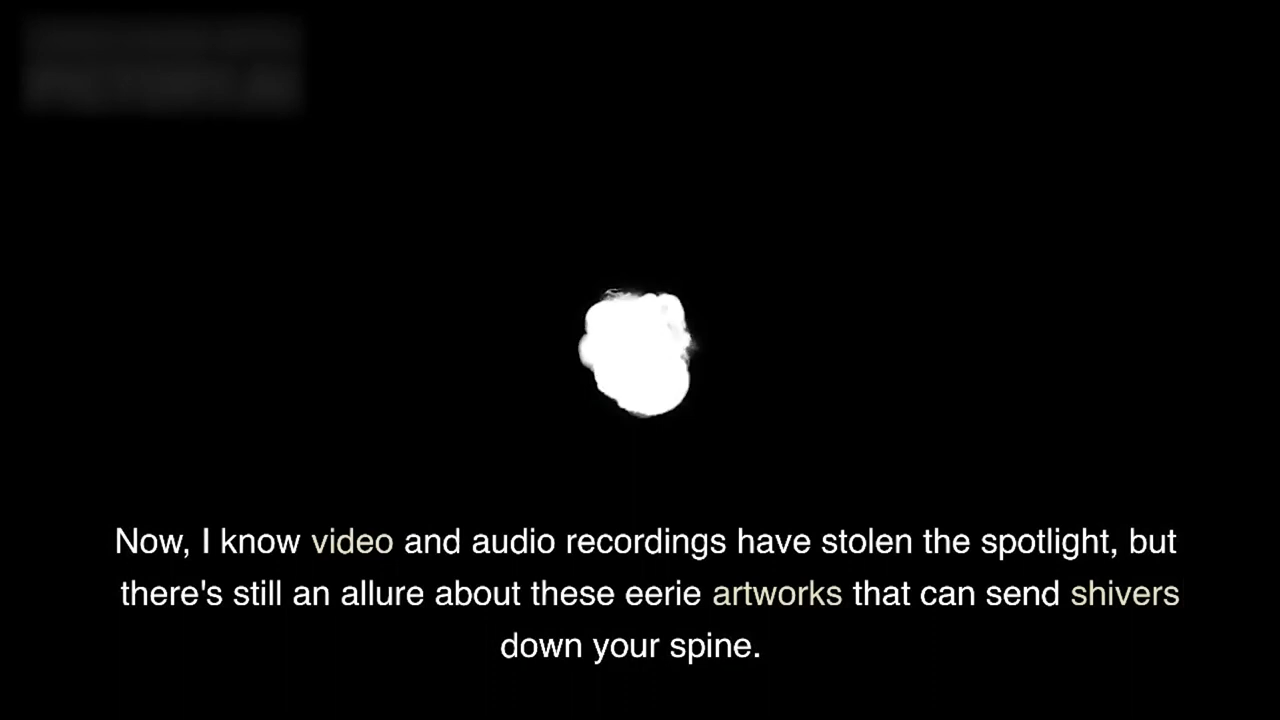 Now, I know video and audio recordings have stolen the spotlight, but
there's still an allure about these eerie artworks that can send shivers
down your spine.